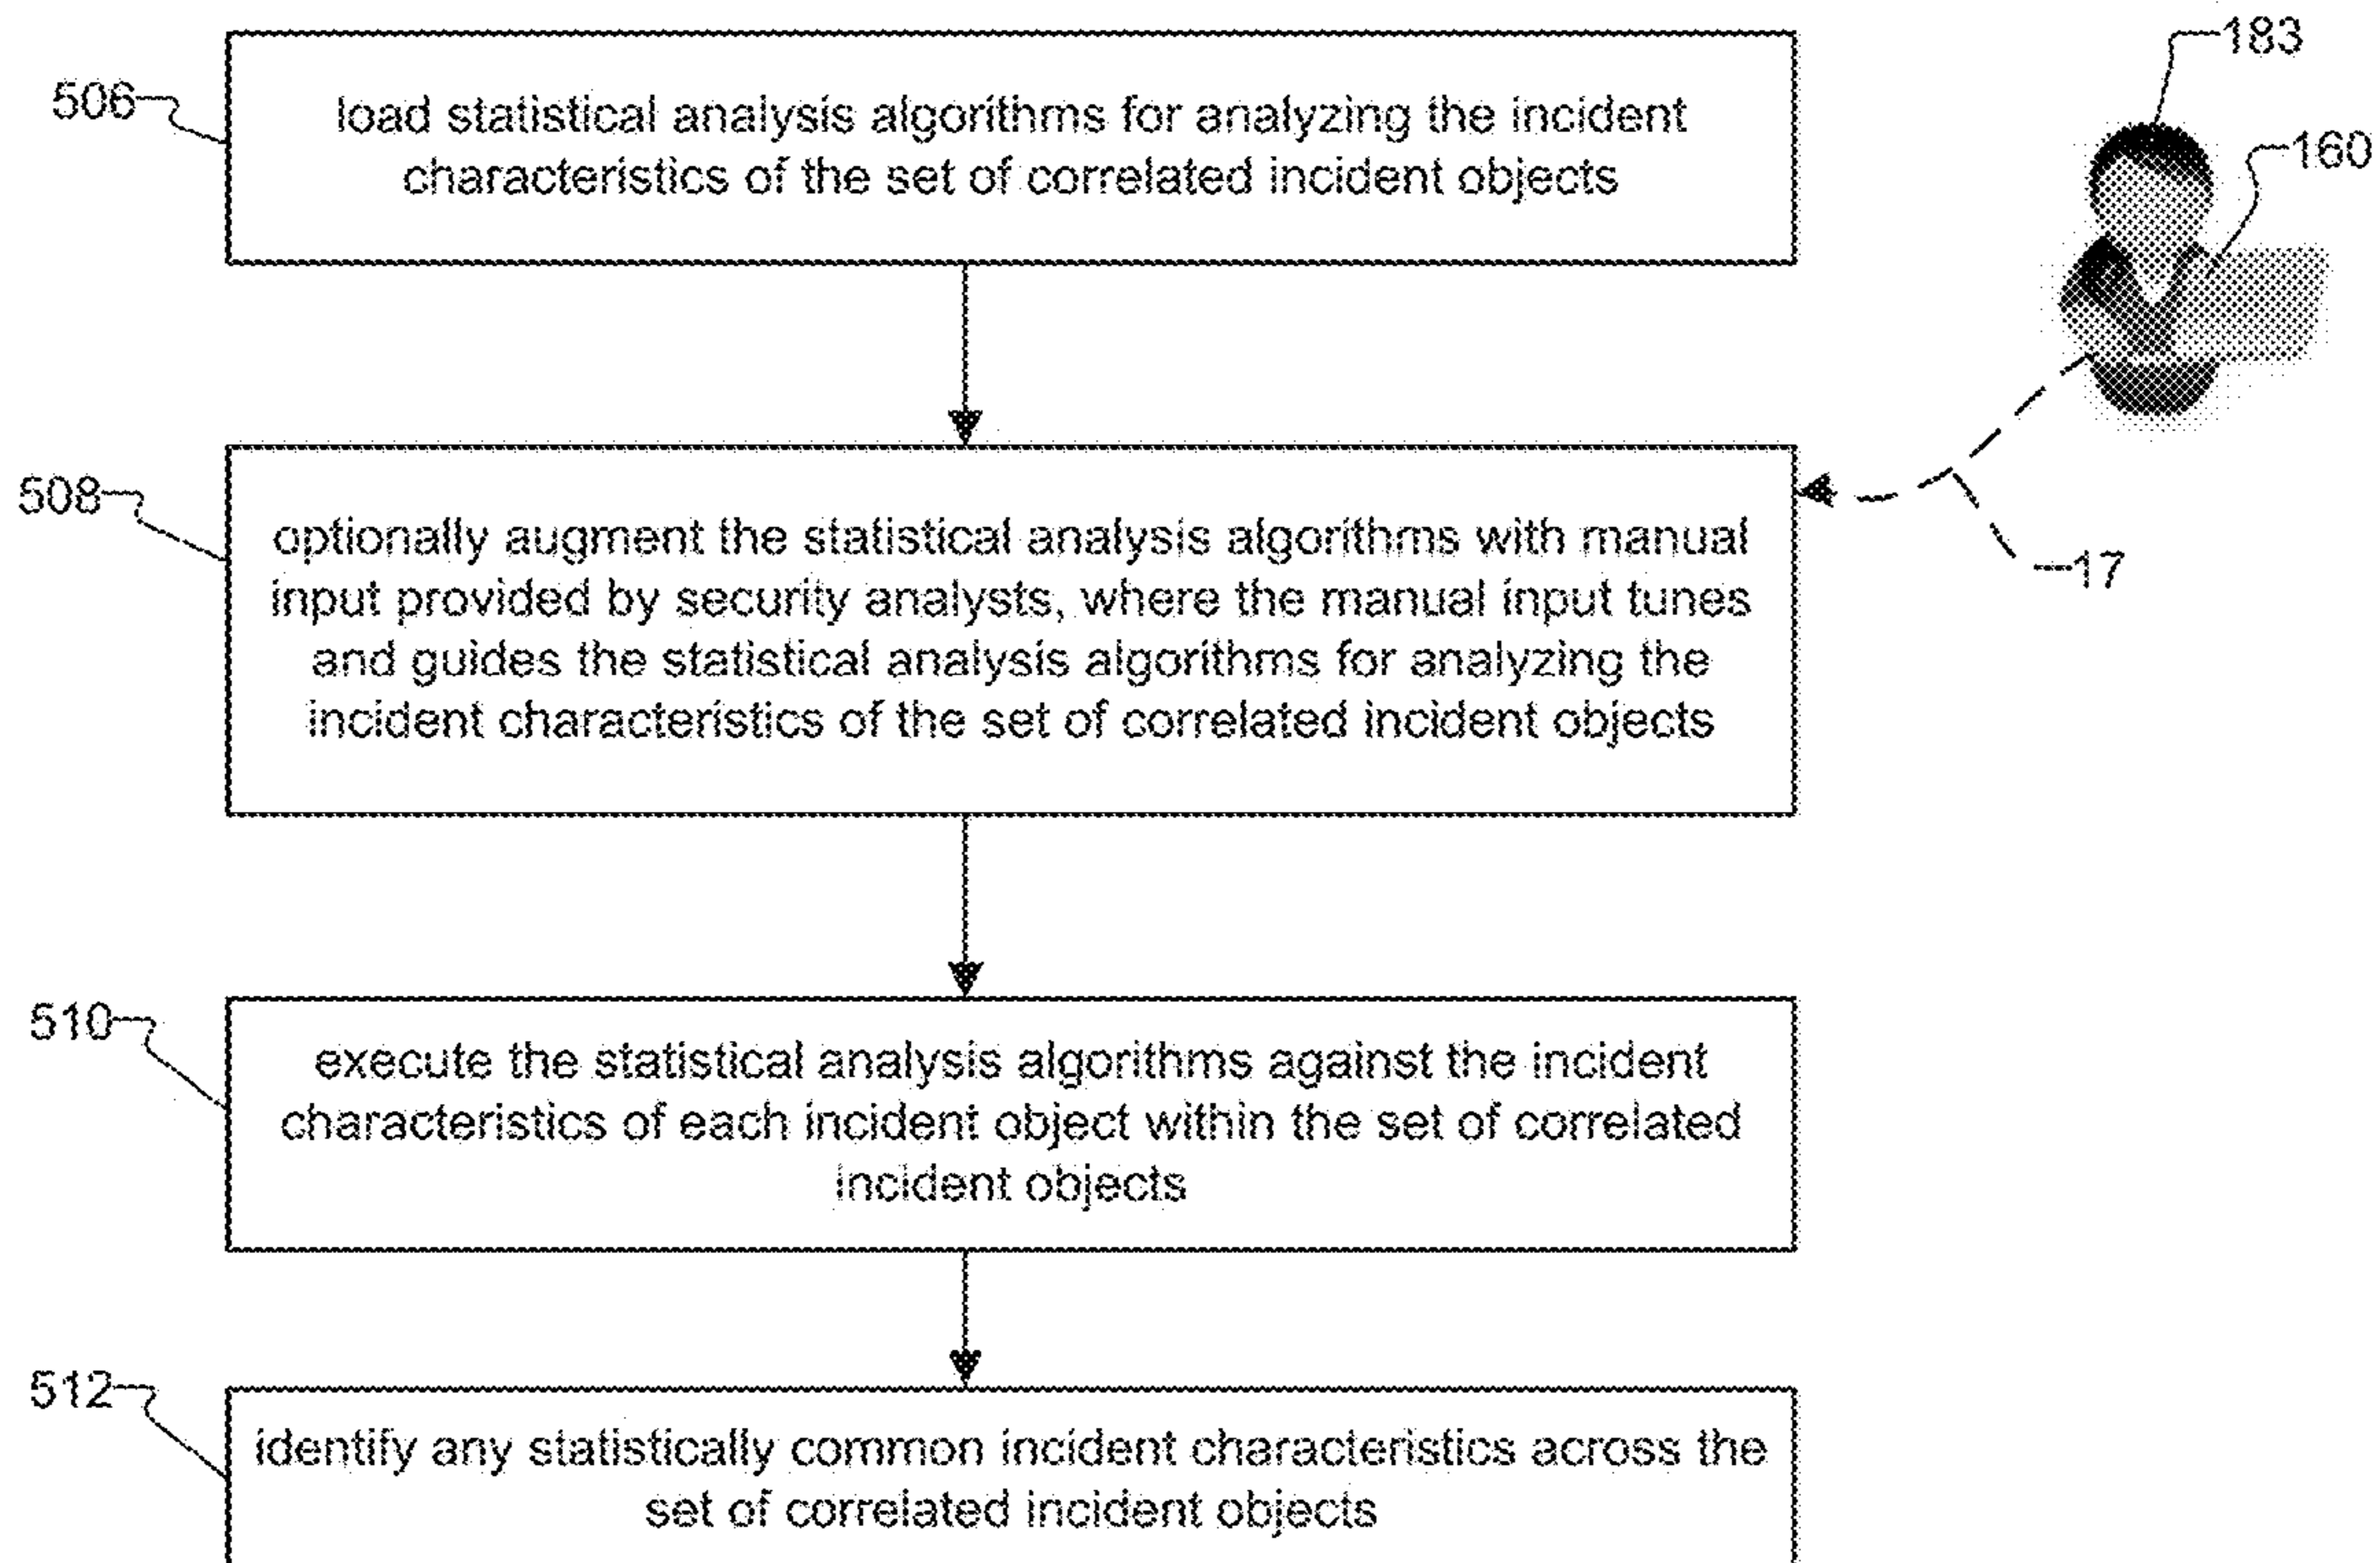 183
506
load statistical analysis algorithms for analyzing the incident
characteristics of the set of correlated incident objects
160
508
optionally augment the statistical analysis algorithms with manual
input provided by security analysts, where the manual input tunes
and guides the statistical analysis algorithms for analyzing the
incident characteristics of the set of correlated incident objects
17
510
execute the statistical analysis algorithms against the incident
characteristics of each incident object within the set of correlated
incident objects
512
identify any statistically common incident characteristics across the
set of correlated incident objects